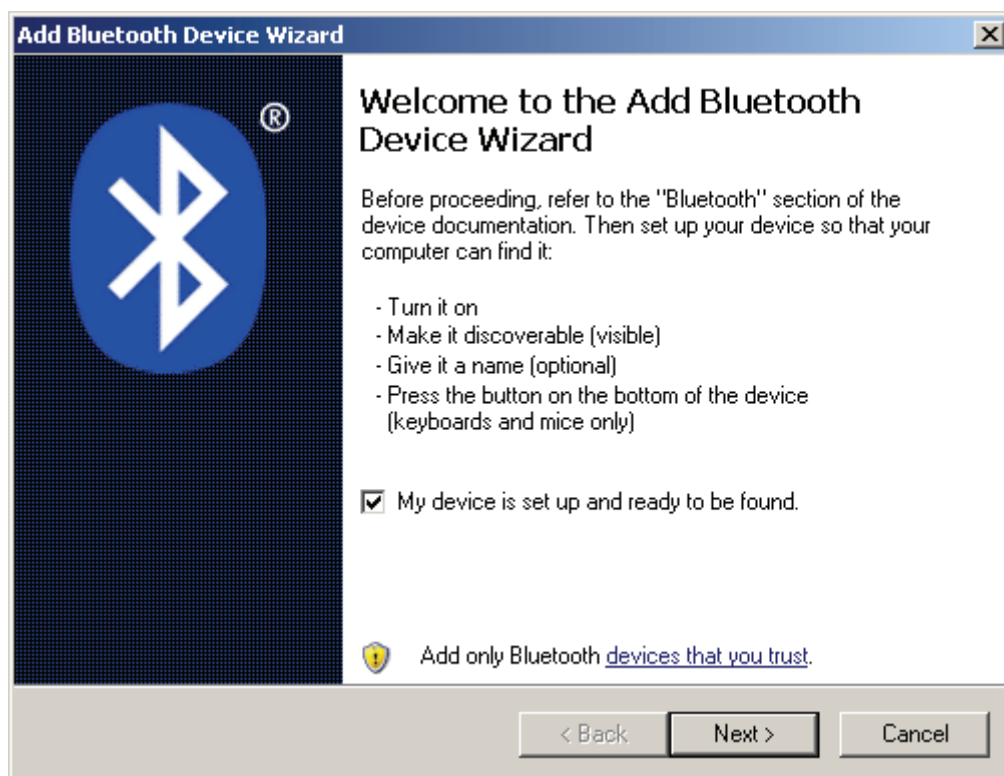 Add Bluetooth Device Wizard
®
Welcome to the Add Bluetooth
Device Wizard
Before proceeding, refer to the "Bluetooth" section of the
device documentation. Then set up your device so that your
computer can find it:
- Turn it on
- Make it discoverable (visible)
- Give it a name (optional)
- Press the button on the bottom of the device
(keyboards and mice only)
My device is set up and ready to be found.
Add only Bluetooth devices that you trust.
< Back Next > Cancel